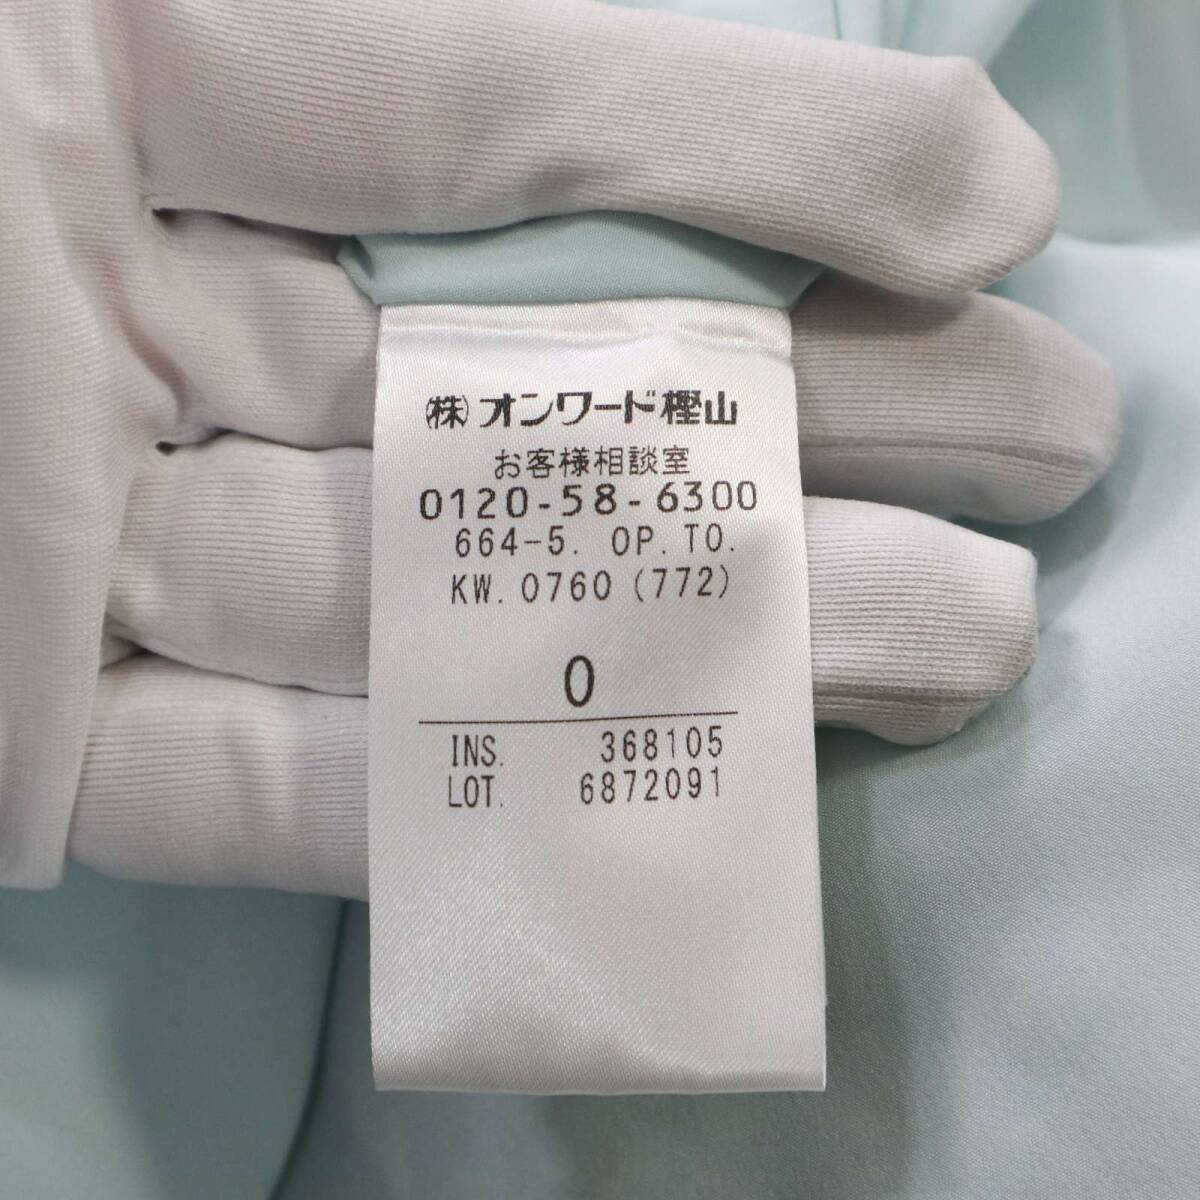 ㈱オンワード樫山
お客様相談室
0120-58-6300
664-5. OP.TO.
KW.0760(772)
0
INS. 368105
LOT. 6872091